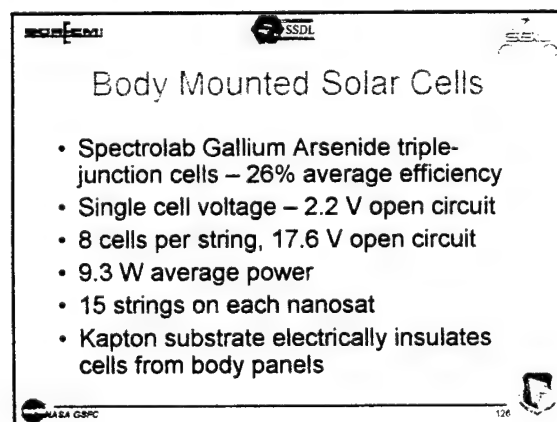 SSDL
Body Mounted Solar Cells
• Spectrolab Gallium Arsenide triple-
junction cells – 26% average efficiency
• Single cell voltage – 2.2 V open circuit
• 8 cells per string, 17.6 V open circuit
• 9.3 W average power
• 15 strings on each nanosat
• Kapton substrate electrically insulates
cells from body panels
NASA GSFC
126